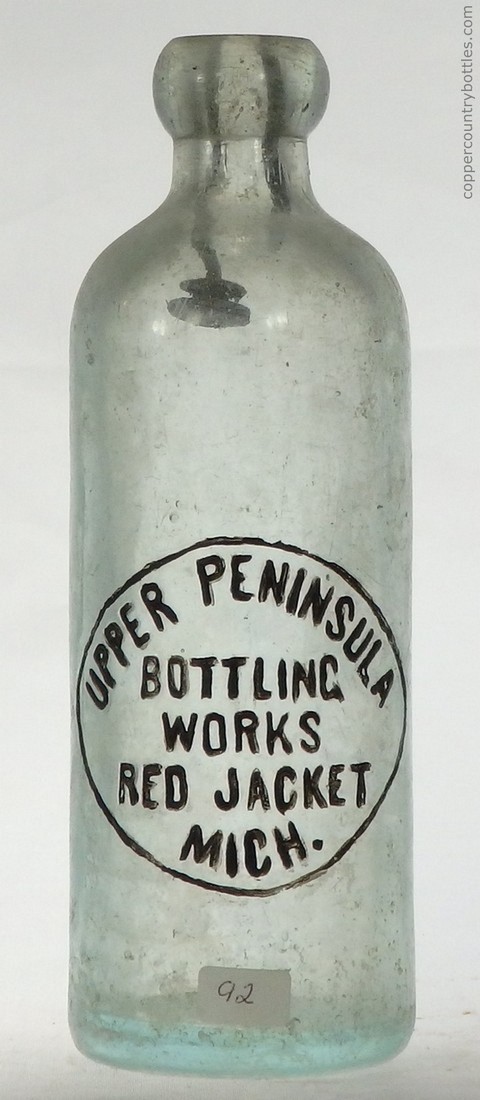 coppercountrybottles.com
UPPER PENINSULA
BOTTLING
WORKS
RED JACKET
MICH.
92